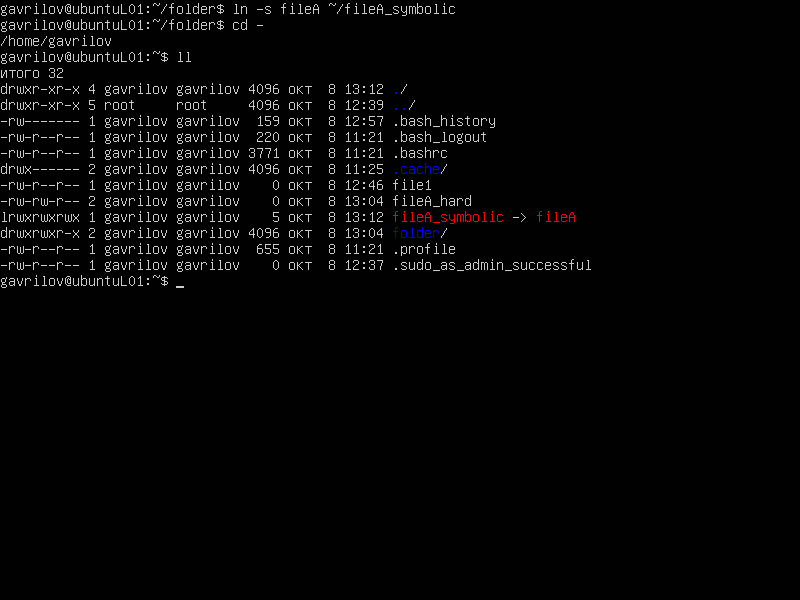 gavrilov@ubuntuL01:~/folder$ ln -s fileA ~/fileA_symbolic
gavrilov@ubuntuL01:~/folder$ cd -
/home/gavrilov
gavrilov@ubuntuL01:~$ ll
итого 32
drwxr-xr-x 4 gavrilov gavrilov 4096 окт  8 13:12 ./
drwxr-xr-x 5 root     root     4096 окт  8 12:39 ../
-rw------- 1 gavrilov gavrilov  159 окт  8 12:57 .bash_history
-rw-r--r-- 1 gavrilov gavrilov  220 окт  8 11:21 .bash_logout
-rw-r--r-- 1 gavrilov gavrilov 3771 окт  8 11:21 .bashrc
drwx------ 2 gavrilov gavrilov 4096 окт  8 11:25 .cache/
-rw-r--r-- 1 gavrilov gavrilov    0 окт  8 12:46 file1
-rw-rw-r-- 2 gavrilov gavrilov    0 окт  8 13:04 fileA_hard
lrwxrwxrwx 1 gavrilov gavrilov    5 окт  8 13:12 fileA_symbolic -> fileA
drwxrwxr-x 2 gavrilov gavrilov 4096 окт  8 13:04 folder/
-rw-r--r-- 1 gavrilov gavrilov  655 окт  8 11:21 .profile
-rw-r--r-- 1 gavrilov gavrilov    0 окт  8 12:37 .sudo_as_admin_successful
gavrilov@ubuntuL01:~$ _